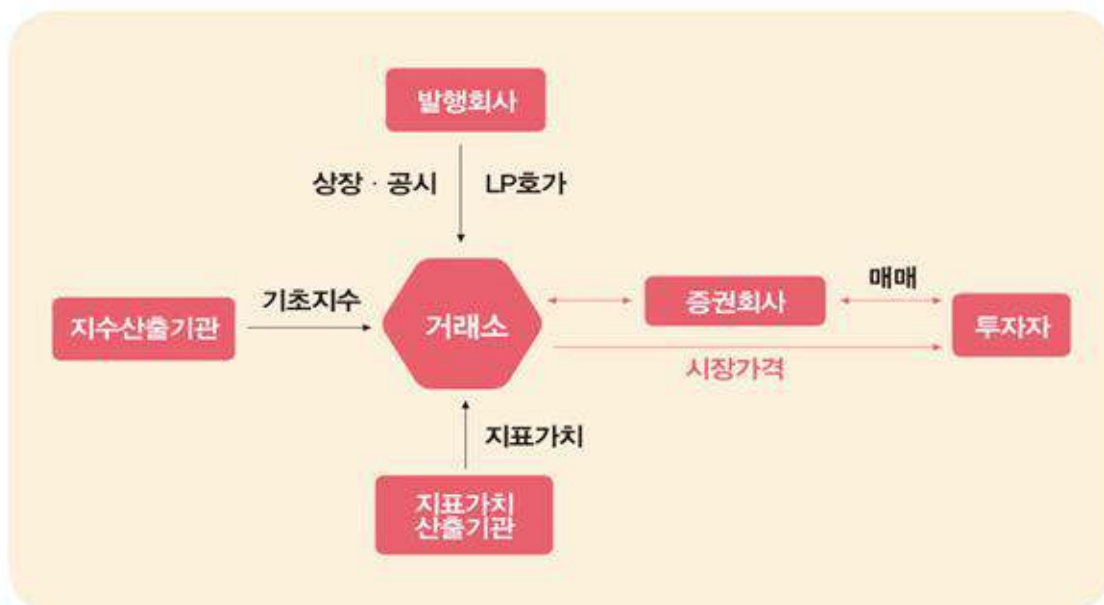 발행회사
상장 · 공시
LP호가
지수산출기관
기초지수
거래소
증권회사
매매
투자자
시장가격
지표가치
지표가치
산출기관